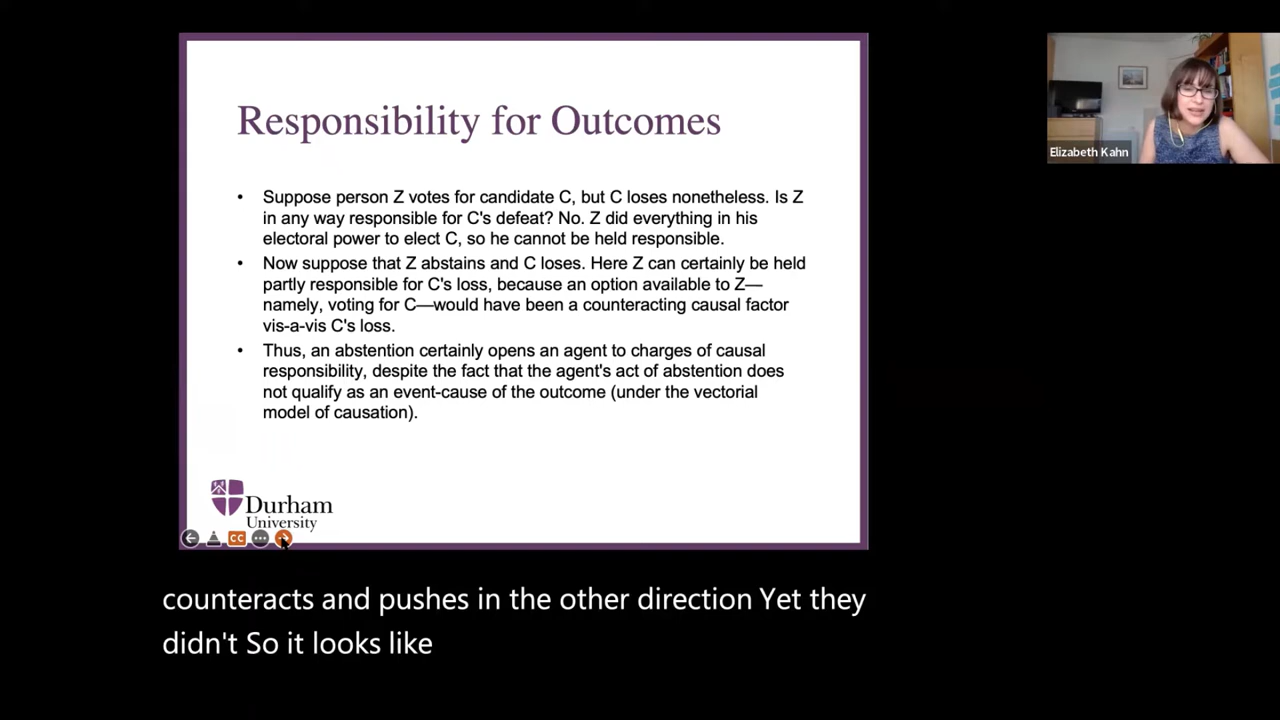 Responsibility for Outcomes
• Suppose person Z votes for candidate C, but C loses nonetheless. Is Z
in any way responsible for C's defeat? No. Z did everything in his
electoral power to elect C, so he cannot be held responsible.
• Now suppose that Z abstains and C loses. Here Z can certainly be held
partly responsible for C's loss, because an option available to Z—
namely, voting for C—would have been a counteracting causal factor
vis-a-vis C's loss.
• Thus, an abstention certainly opens an agent to charges of causal
responsibility, despite the fact that the agent's act of abstention does
not qualify as an event-cause of the outcome (under the vectorial
model of causation).
Durham
University
CC
Elizabeth Kahn
counteracts and pushes in the other direction Yet they
didn't So it looks like